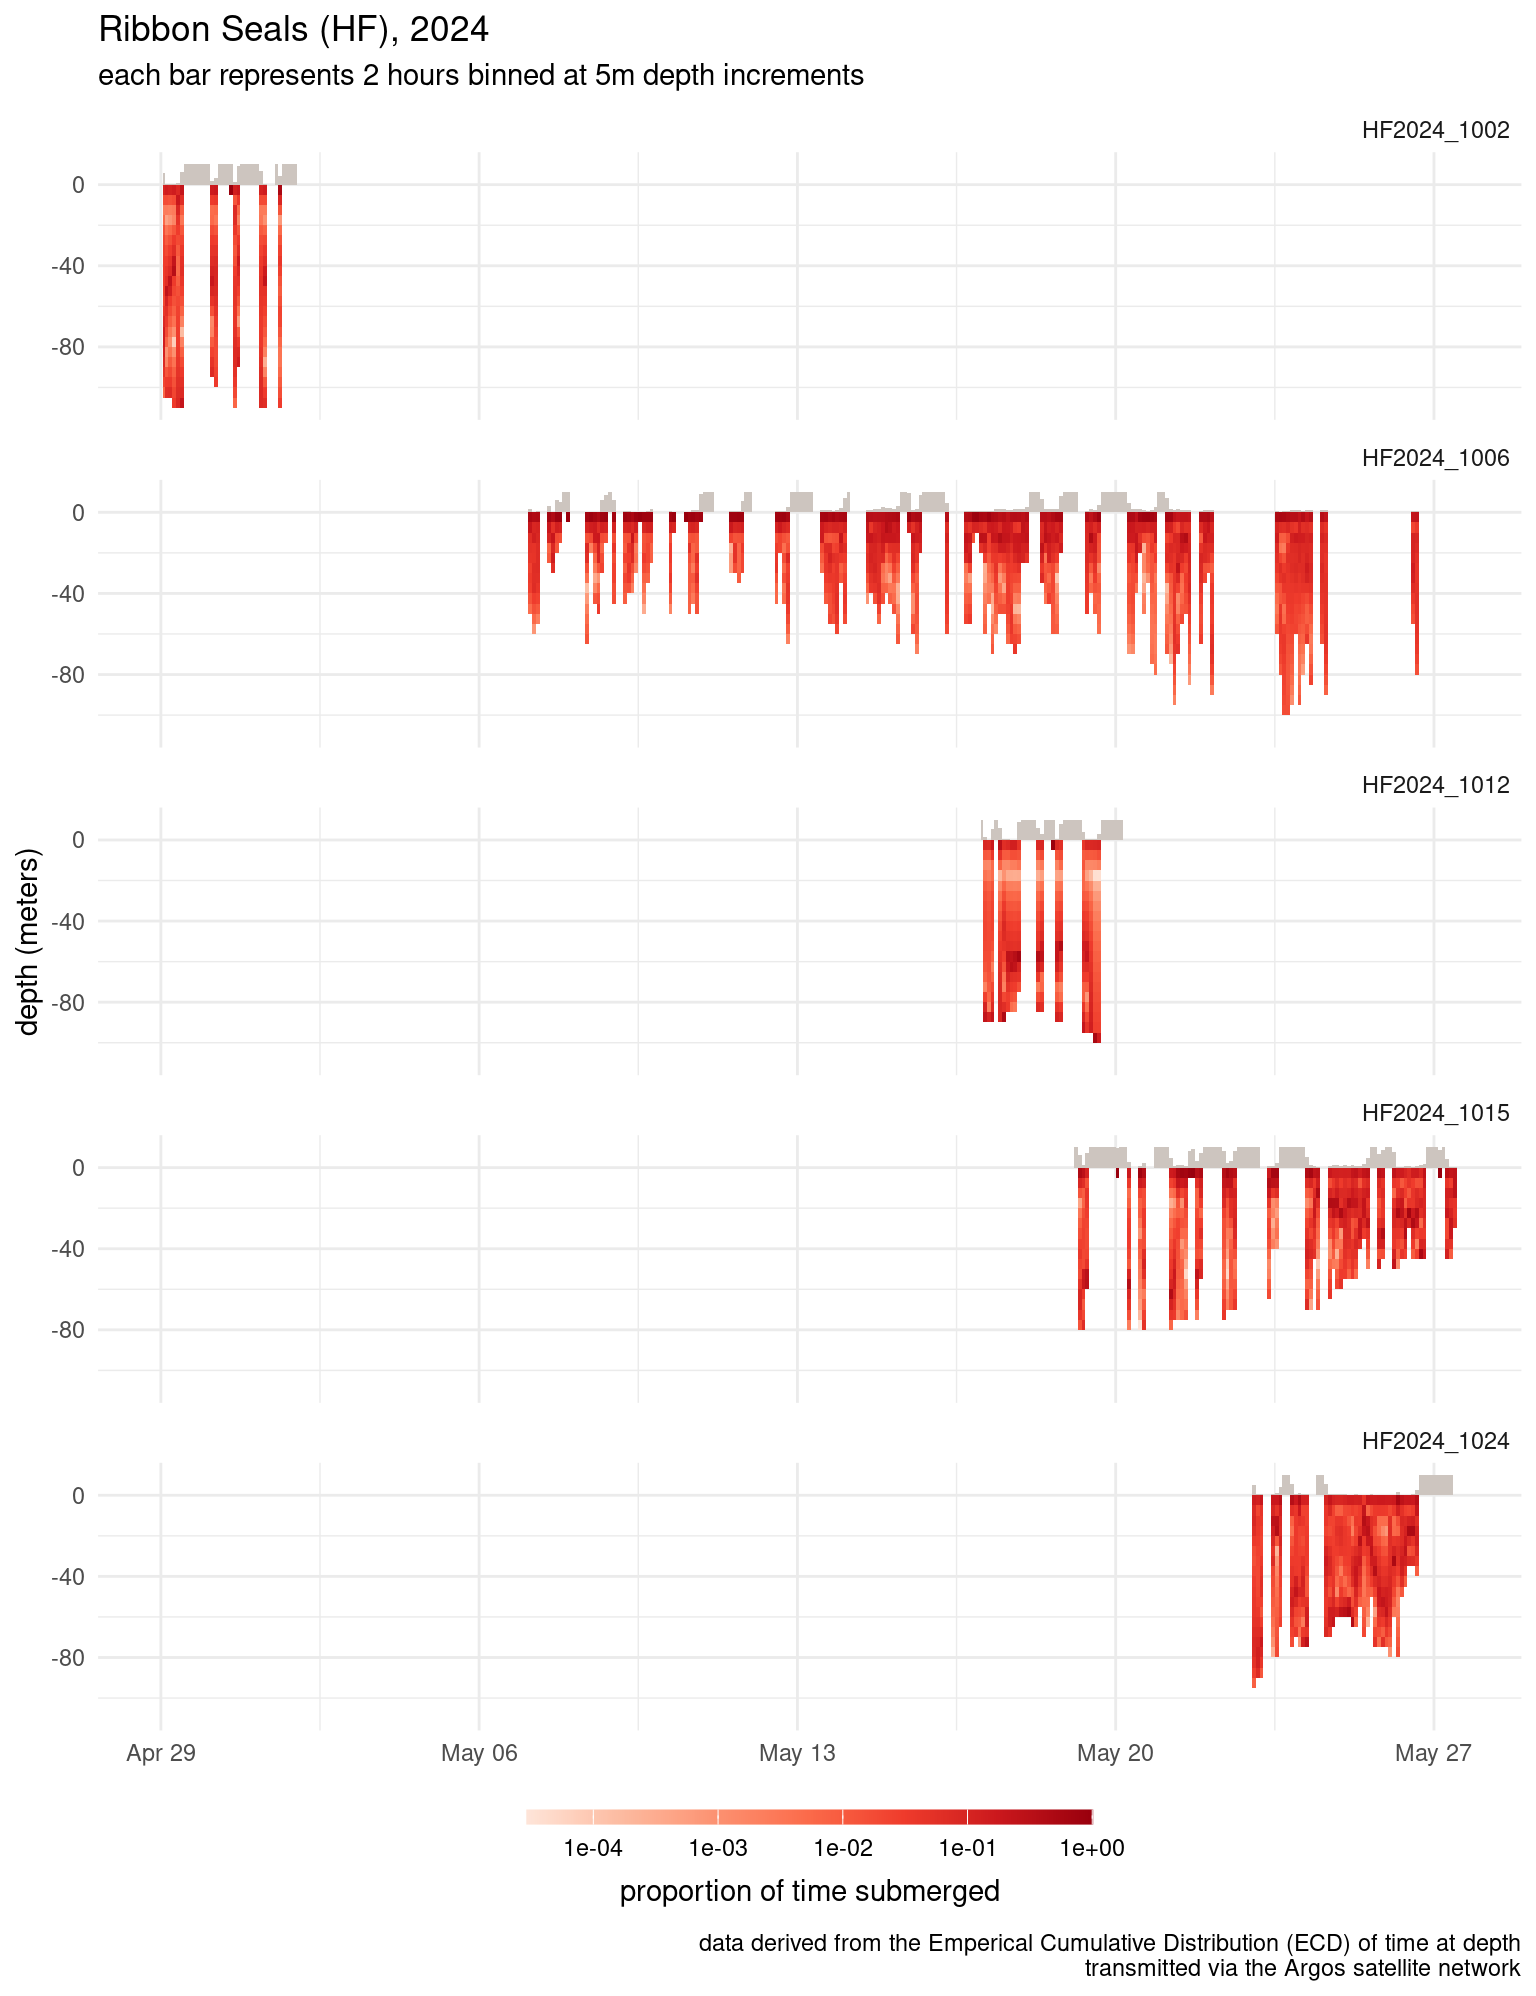 Ribbon Seals (HF), 2024
each bar represents 2 hours binned at 5m depth increments
HF2024_1002
0
-40
-80
HF2024_1006
0
-40
-80
HF2024_1012
0
-40
-80
depth (meters)
HF2024_1015
0
-40
-80
HF2024_1024
0
-40
-80
Apr 29 May 06 May 13 May 20 May 27
1e-04 1e-03 1e-02 1e-01 1e+00
proportion of time submerged
data derived from the Emperical Cumulative Distribution (ECD) of time at depth
transmitted via the Argos satellite network